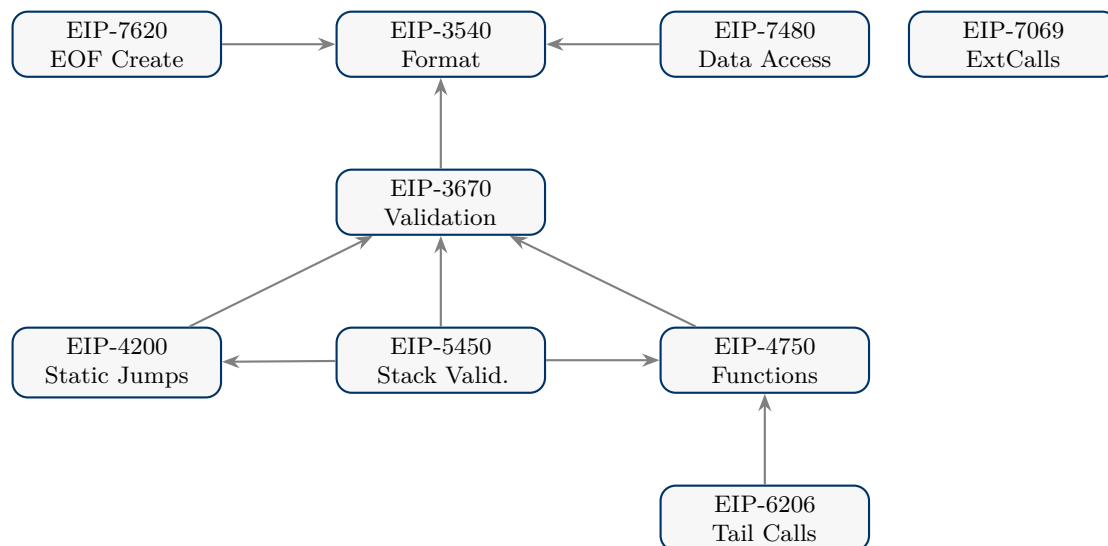 EIP-7620
EOF Create
EIP-3540
Format
EIP-7480
Data Access
EIP-7069
ExtCalls
EIP-3670
Validation
EIP-4200
Static Jumps
EIP-5450
Stack Valid.
EIP-4750
Functions
EIP-6206
Tail Calls